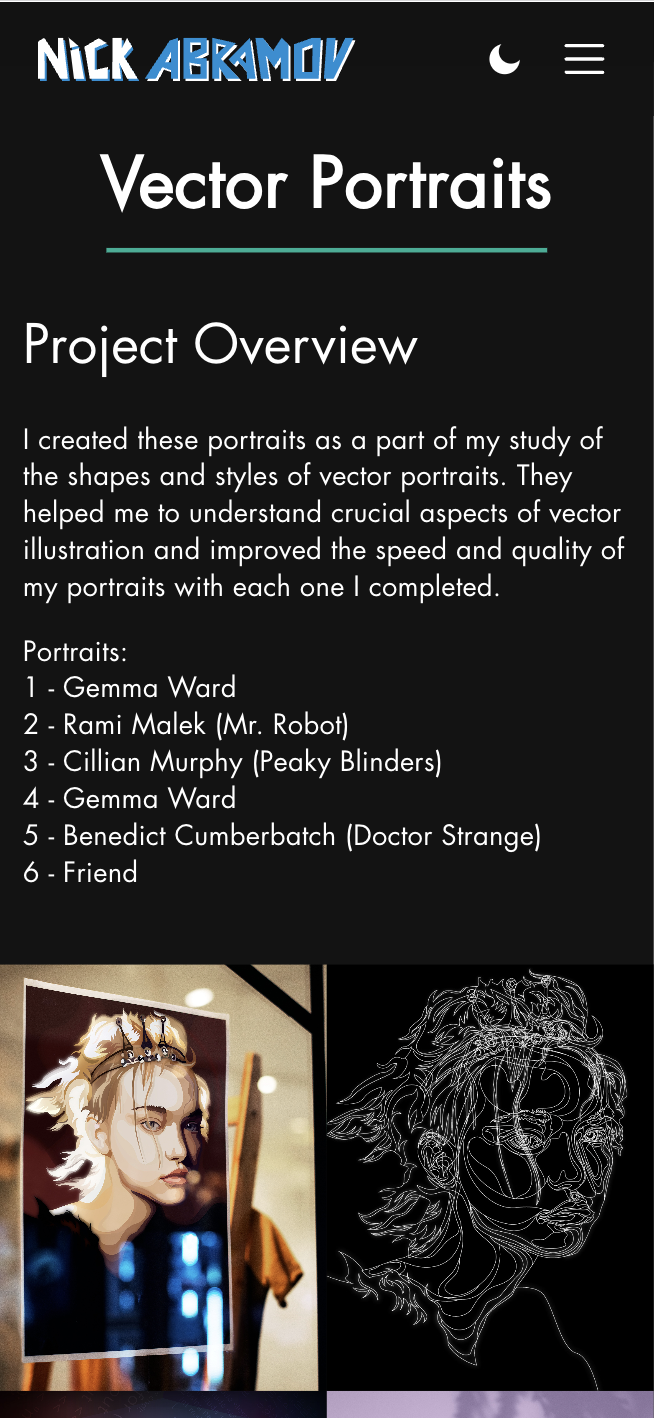 NiCK ABRAMOV
Vector Portraits
Project Overview
I created these portraits as a part of my study of
the shapes and styles of vector portraits. They
helped me to understand crucial aspects of vector
illustration and improved the speed and quality of
my portraits with each one I completed.
Portraits:
1 - Gemma Ward
2 - Rami Malek (Mr. Robot)
3 - Cillian Murphy (Peaky Blinders)
4 - Gemma Ward
5 - Benedict Cumberbatch (Doctor Strange)
6 - Friend